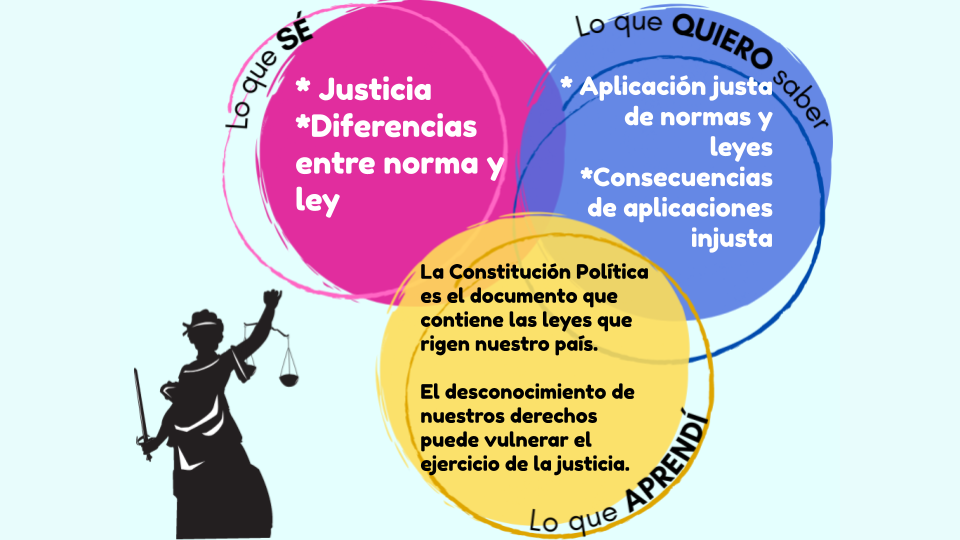 Lo que SÉ
* Justicia
*Diferencias
entre norma y
ley
Lo que QUIERO saber
* Aplicación justa
de normas y
leyes
*Consecuencias
de aplicaciones
injusta
La Constitución Política
es el documento que
contiene las leyes que
rigen nuestro país.
El desconocimiento de
nuestros derechos
puede vulnerar el
ejercicio de la justicia.
Lo que APRENDÍ